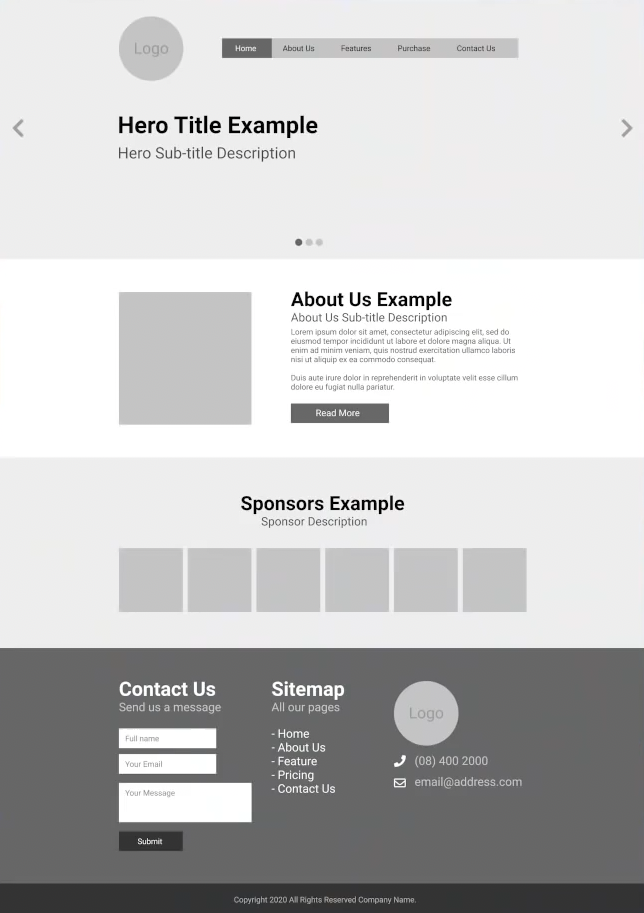 Logo
Home About Us Features Purchase Contact Us
Hero Title Example
Hero Sub-title Description
About Us Example
About Us Sub-title Description
Lorem ipsum dolor sit amet, consectetur adipiscing elit, sed do
eiusmod tempor incididunt ut labore et dolore magna aliqua. Ut
enim ad minim veniam, quis nostrud exercitation ullamco laboris
nisi ut aliquip ex ea commodo consequat.
Duis aute irure dolor in reprehenderit in voluptate velit esse cillum
dolore eu fugiat nulla pariatur.
Read More
Sponsors Example
Sponsor Description
Contact Us
Send us a message
Full name
Your Email
Your Message
Submit
Sitemap
All our pages
- Home
- About Us
- Feature
- Pricing
- Contact Us
Logo
(08) 400 2000
email@address.com
Copyright 2020 All Rights Reserved Company Name.